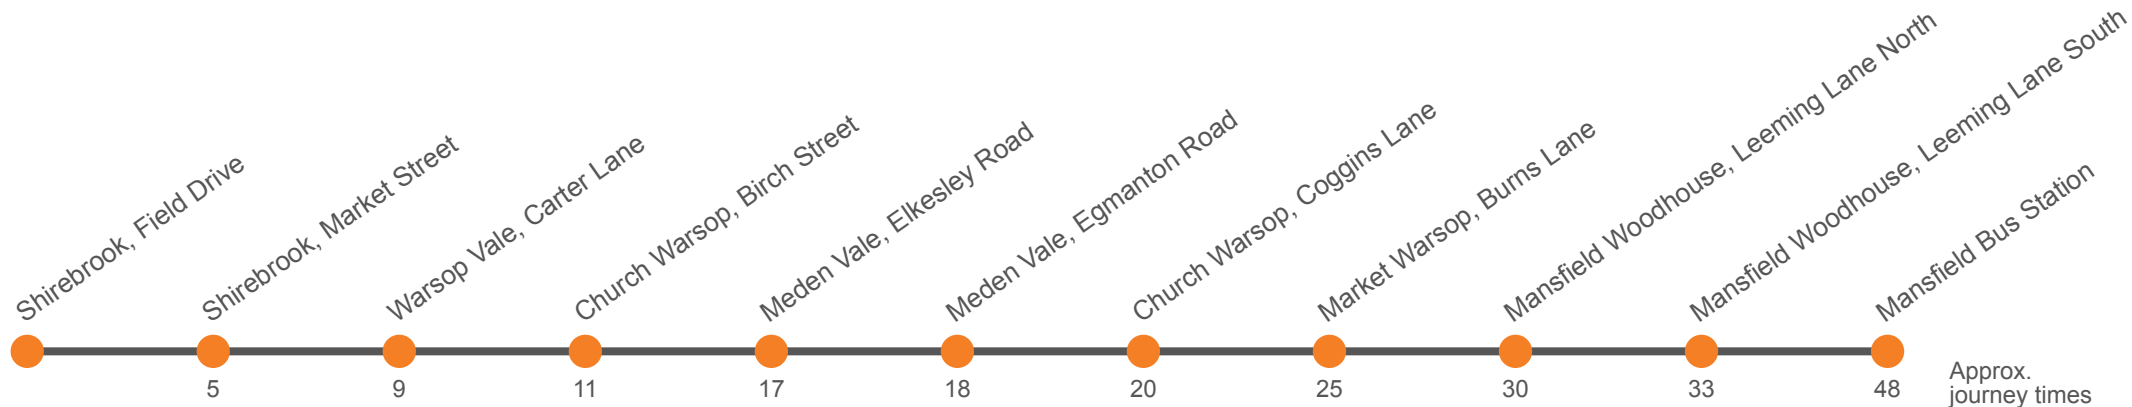 Shirebrook, Field Drive
Shirebrook, Market Street
Warsop Vale, Carter Lane
Church Warsop, Birch Street
Meden Vale, Elkesley Road
Meden Vale, Egmanton Road
Church Warsop, Coggins Lane
Market Warsop, Burns Lane
Mansfield Woodhouse, Leeming Lane North
Mansfield Woodhouse, Leeming Lane South
Mansfield Bus Station
5
9
11
17
18
20
25
30
33
48
Approx.
journey times